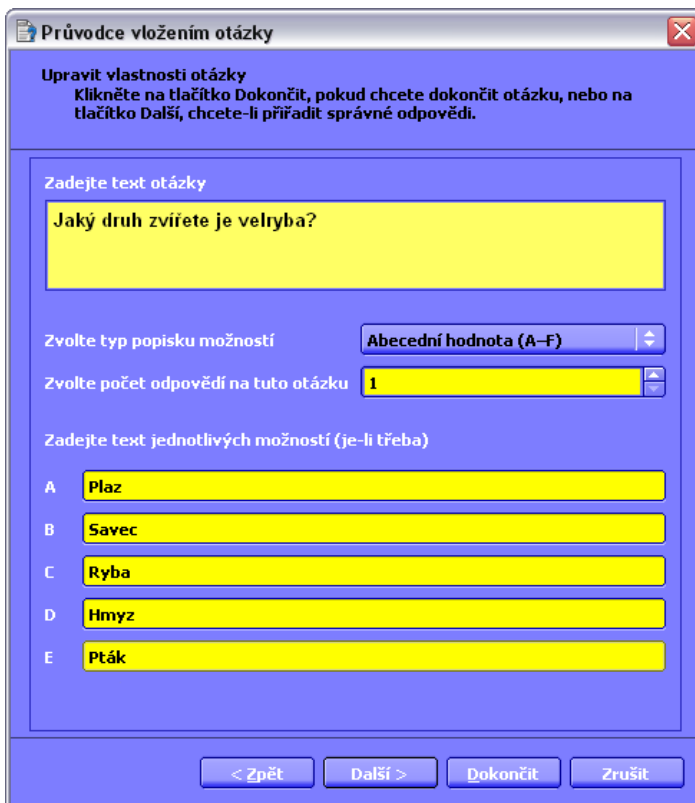 Průvodce vložením otázky
Upravit vlastnosti otázky
Klikněte na tlačítko Dokončit, pokud chcete dokončit otázku, nebo na
tlačítko Další, chcete-li přiřadit správné odpovědi.
Zadejte text otázky
Jaký druh zvířete je velryba?
Zvolte typ popisku možností Abecední hodnota (A–F)
Zvolte počet odpovědí na tuto otázku 1
Zadejte text jednotlivých možností (je-li třeba)
A Plaz
B Savec
C Ryba
D Hmyz
E Pták
< Zpět Další > Dokončit Zrušit